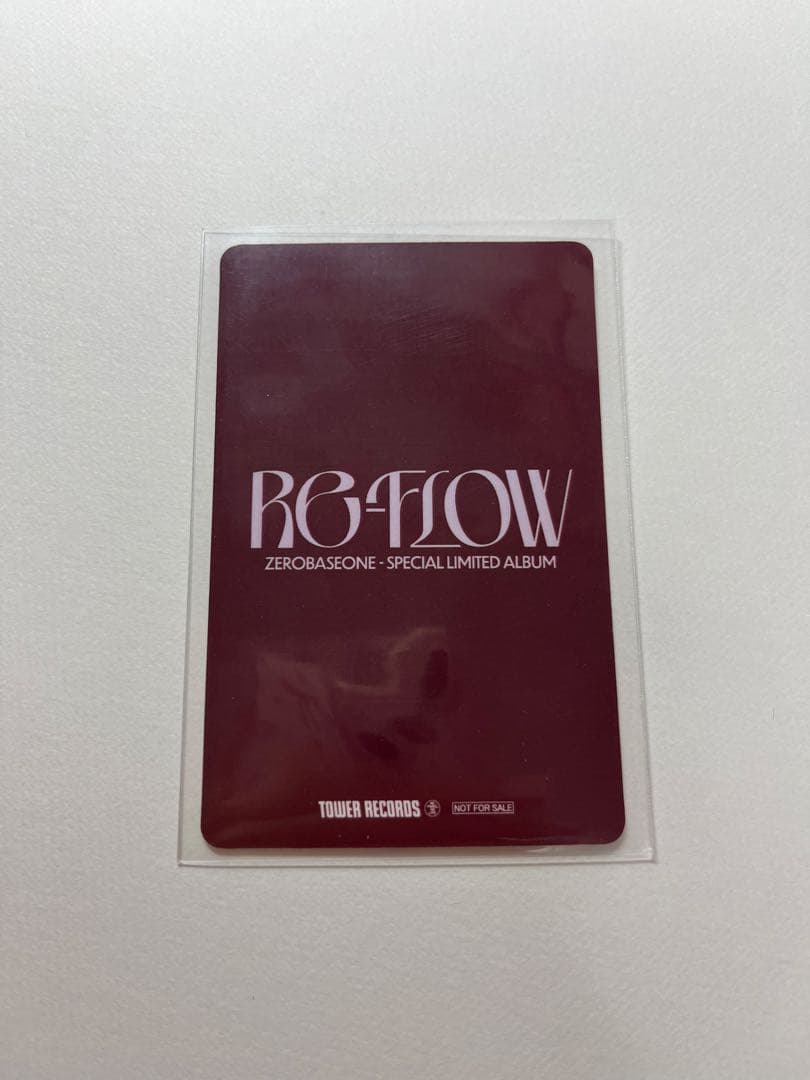 RE-FLOW
ZEROBASEONE - SPECIAL LIMITED ALBUM
TOWER RECORDS NOT FOR SALE